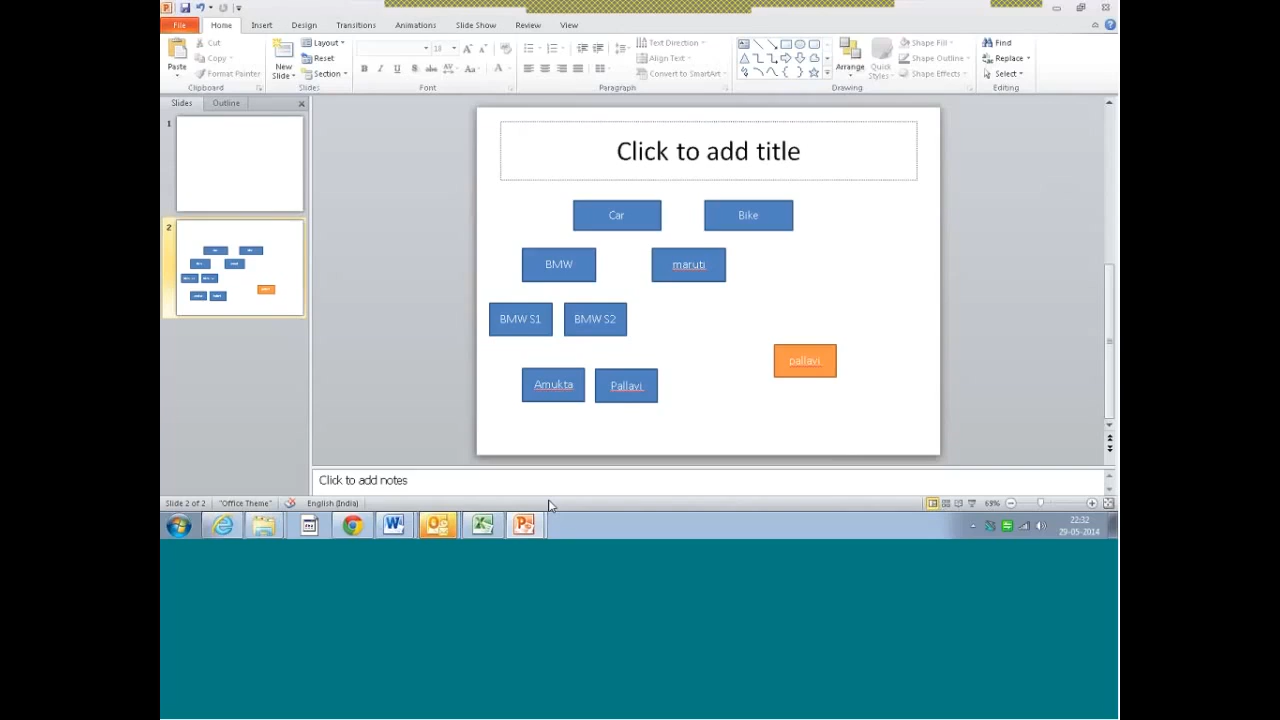 File Home Insert Design Transitions Animations Slide Show Review View
Cut
Copy
Format Painter
Paste
Clipboard
New
Slide
Layout
Reset
Section
Slides
18
Font
Text Direction
Align Text
Convert to SmartArt
Paragraph
Arrange
Quick
Styles
Shape Fill
Shape Outline
Shape Effects
Drawing
Find
Replace
Select
Editing
Slides Outline
1
2
Click to add title
Car Bike
BMW maruti
BMW S1 BMW S2
pallavi
Amukta Pallavi
Click to add notes
Slide 2 of 2 "Office Theme" English (India) 69%
22:32
29-05-2014